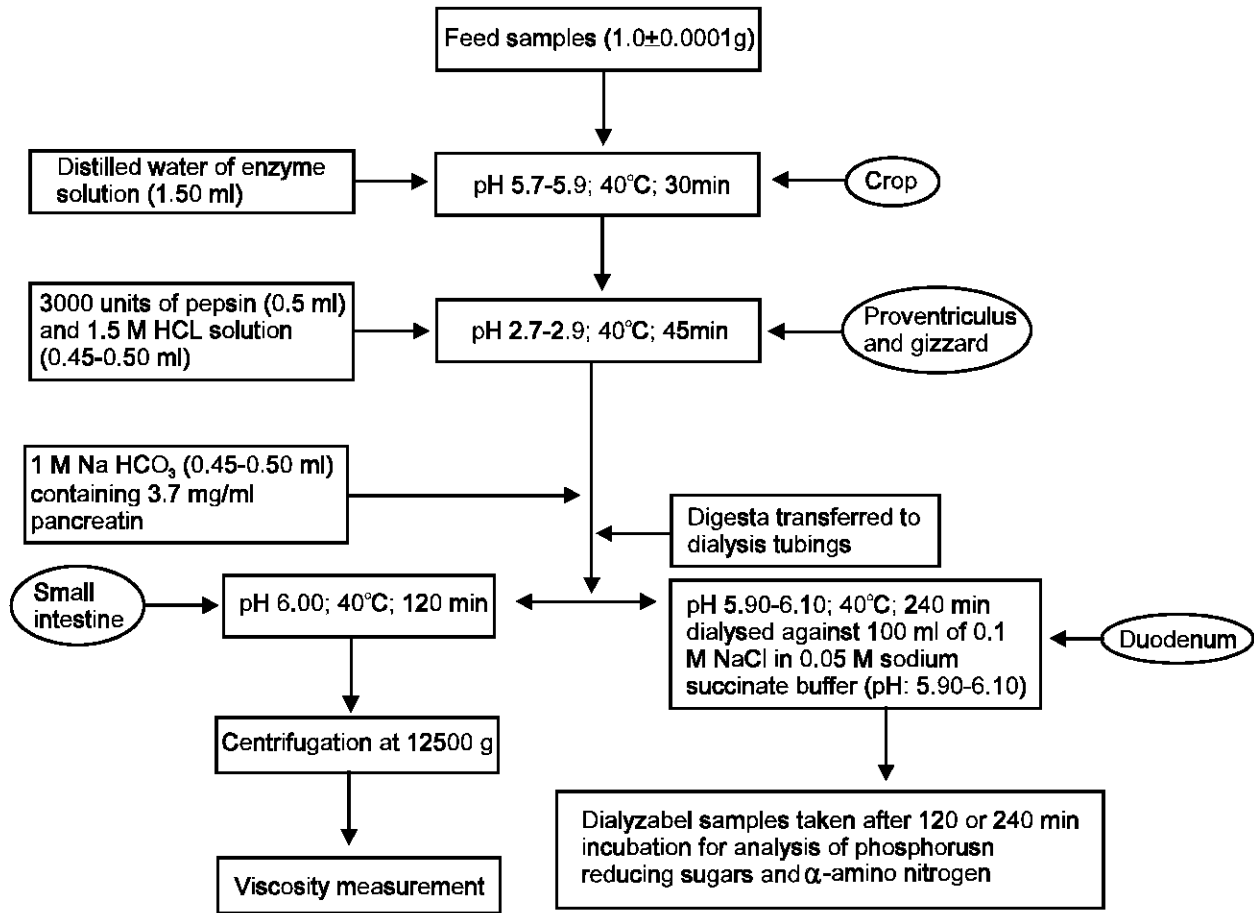 Feed samples (1.0±0.0001g)
Distilled water of enzyme
solution (1.50 ml)
pH 5.7-5.9; 40°C; 30min
Crop
3000 units of pepsin (0.5 ml)
and 1.5 M HCL solution
(0.45-0.50 ml)
pH 2.7-2.9; 40°C; 45min
Proventriculus
and gizzard
1 M Na HCO₃ (0.45-0.50 ml)
containing 3.7 mg/ml
pancreatin
Digesta transferred to
dialysis tubings
Small
intestine
pH 6.00; 40°C; 120 min
pH 5.90-6.10; 40°C; 240 min
dialysed against 100 ml of 0.1
M NaCl in 0.05 M sodium
succinate buffer (pH: 5.90-6.10)
Duodenum
Centrifugation at 12500 g
Viscosity measurement
Dialyzabel samples taken after 120 or 240 min
incubation for analysis of phosphorusn
reducing sugars and α-amino nitrogen